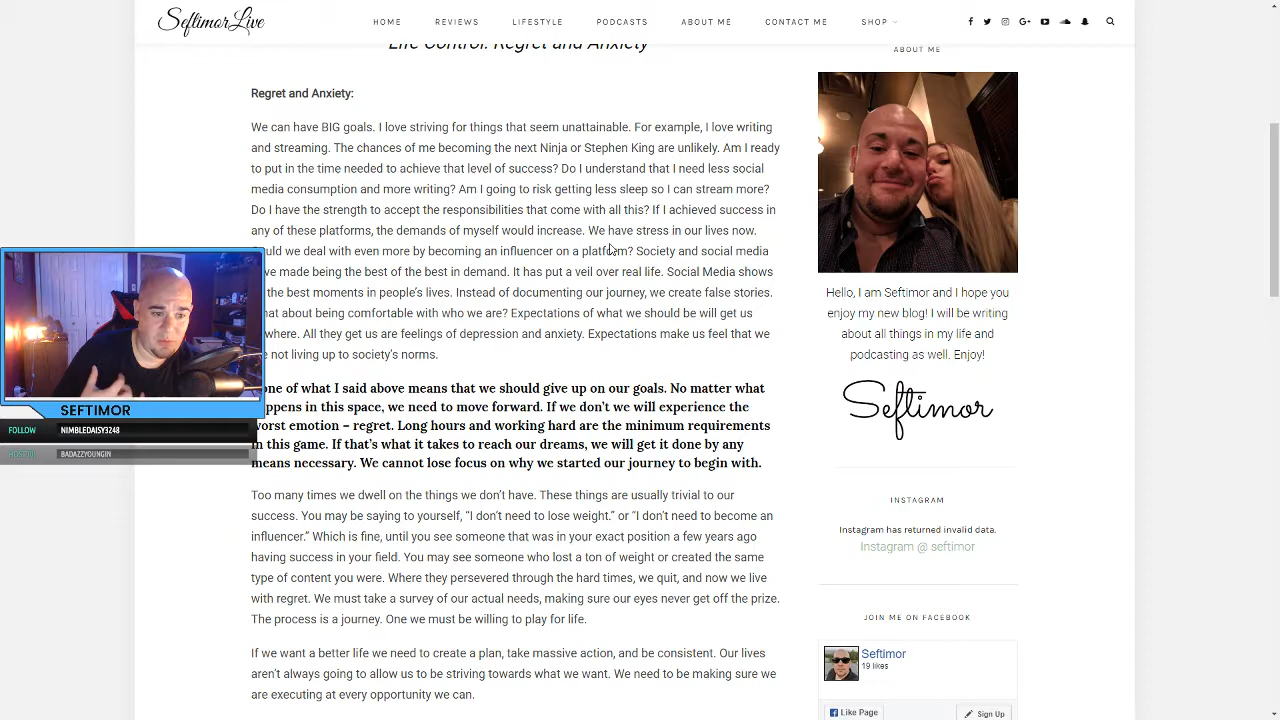 SeftimorLive
HOME
REVIEWS
LIFESTYLE
PODCASTS
ABOUT ME
CONTACT ME
SHOP
Life Control: Regret and Anxiety
Regret and Anxiety:
We can have BIG goals. I love striving for things that seem unattainable. For example, I love writing
and streaming. The chances of me becoming the next Ninja or Stephen King are unlikely. Am I ready
to put in the time needed to achieve that level of success? Do I understand that I need less social
media consumption and more writing? Am I going to risk getting less sleep so I can stream more?
Do I have the strength to accept the responsibilities that come with all this? If I achieved success in
any of these platforms, the demands of myself would increase. We have stress in our lives now.
we deal with even more by becoming an influencer on a platform? Society and social media
made being the best of the best in demand. It has put a veil over real life. Social Media shows
the best moments in people's lives. Instead of documenting our journey, we create false stories.
about being comfortable with who we are? Expectations of what we should be will get us
All they get us are feelings of depression and anxiety. Expectations make us feel that we
not living up to society's norms.
of what I said above means that we should give up on our goals. No matter what
in this space, we need to move forward. If we don't we will experience the
emotion – regret. Long hours and working hard are the minimum requirements
in this game. If that's what it takes to reach our dreams, we will get it done by any
means necessary. We cannot lose focus on why we started our journey to begin with.
Too many times we dwell on the things we don't have. These things are usually trivial to our
success. You may be saying to yourself, "I don't need to lose weight." or "I don't need to become an
influencer." Which is fine, until you see someone that was in your exact position a few years ago
having success in your field. You may see someone who lost a ton of weight or created the same
type of content you were. Where they persevered through the hard times, we quit, and now we live
with regret. We must take a survey of our actual needs, making sure our eyes never get off the prize.
The process is a journey. One we must be willing to play for life.
If we want a better life we need to create a plan, take massive action, and be consistent. Our lives
aren't always going to allow us to be striving towards what we want. We need to be making sure we
are executing at every opportunity we can.
SEFTIMOR
FOLLOW NIMBLEDAISY3248
BADAZZYOUNGIN
ABOUT ME
Hello, I am Seftimor and I hope you
enjoy my new blog! I will be writing
about all things in my life and
podcasting as well. Enjoy!
Seftimor
INSTAGRAM
Instagram has returned invalid data.
Instagram @ seftimor
JOIN ME ON FACEBOOK
Seftimor
19 likes
Like Page
Sign Up